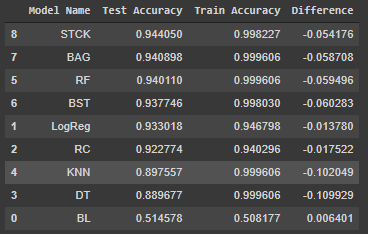 Model Name Test Accuracy Train Accuracy Difference
8 STCK 0.944050 0.998227 -0.054176
7 BAG 0.940898 0.999606 -0.058708
5 RF 0.940110 0.999606 -0.059496
6 BST 0.937746 0.998030 -0.060283
1 LogReg 0.933018 0.946798 -0.013780
2 RC 0.922774 0.940296 -0.017522
4 KNN 0.897557 0.999606 -0.102049
3 DT 0.889677 0.999606 -0.109929
0 BL 0.514578 0.508177 0.006401